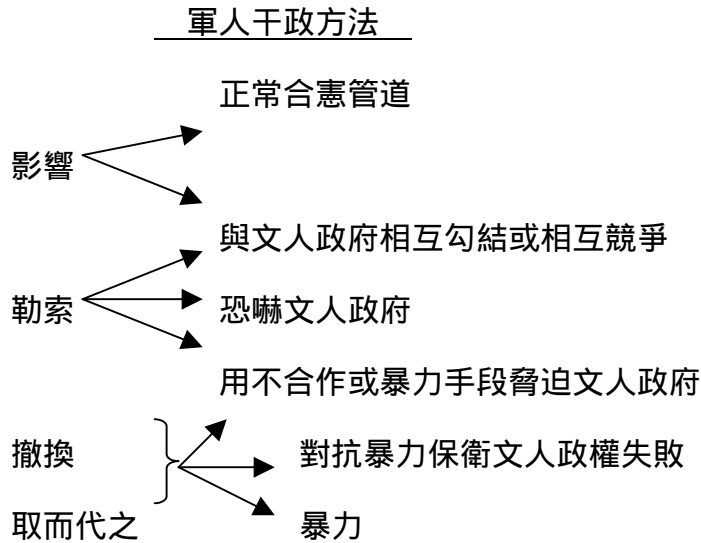 軍人干政方法
正常合憲管道
影響
與文人政府相互勾結或相互競爭
勒索
恐嚇文人政府
用不合作或暴力手段脅迫文人政府
撤換
對抗暴力保衛文人政權失敗
取而代之
暴力